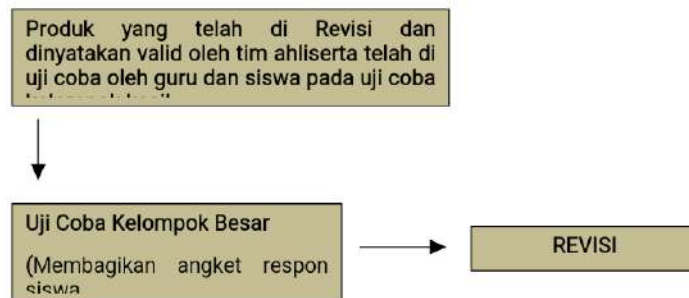 Produk yang telah di Revisi dan
dinyatakan valid oleh tim ahliserta telah di
uji coba oleh guru dan siswa pada uji coba
Uji Coba Kelompok Besar
(Membagikan angket respon
siswa
REVISI